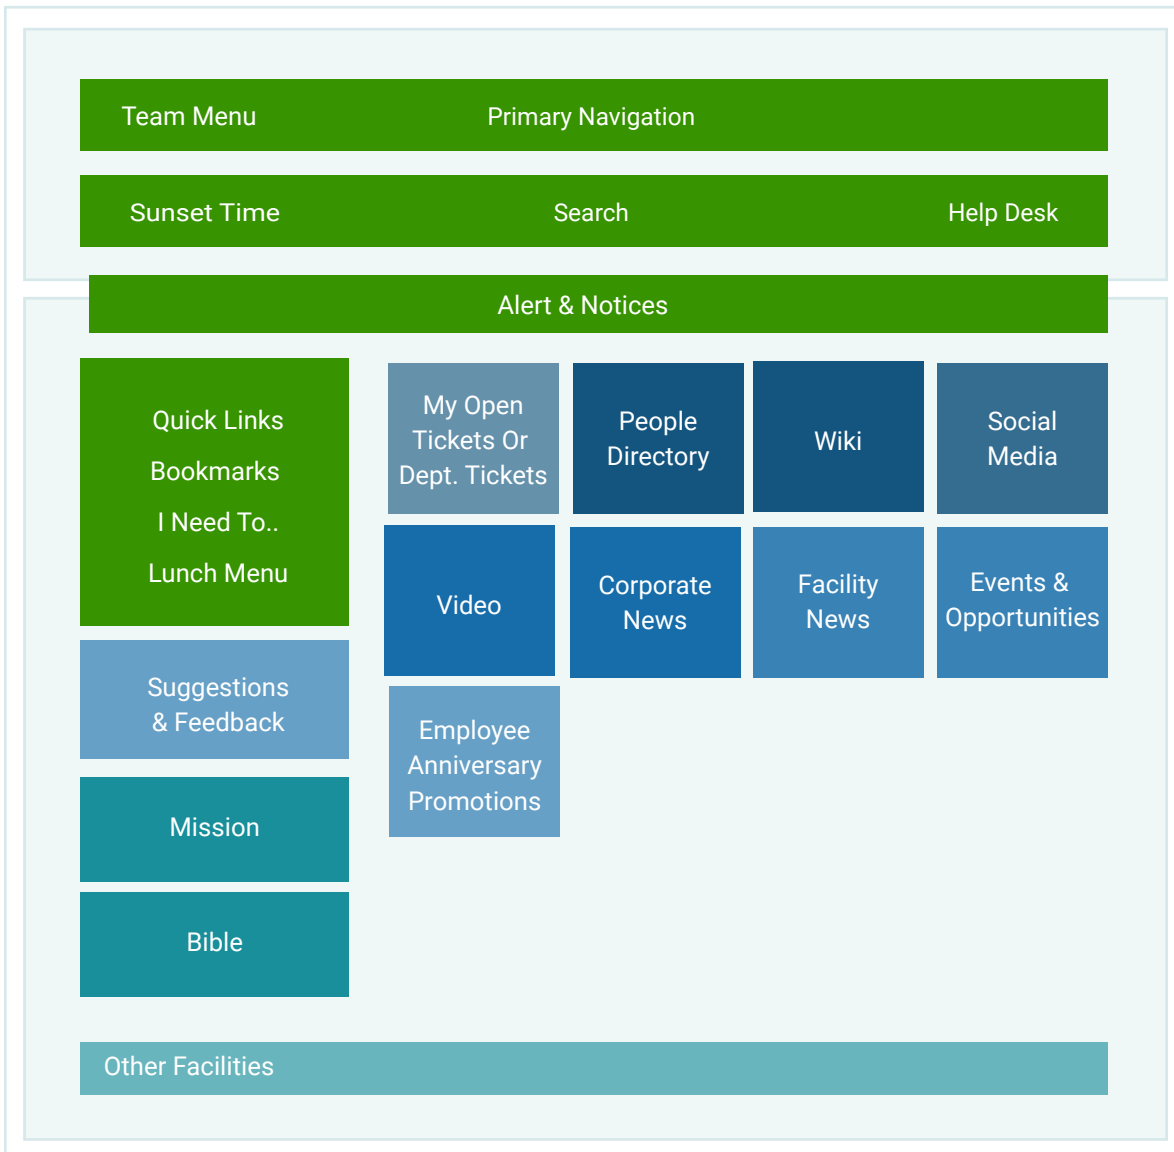 Team Menu
Primary Navigation
Sunset Time
Search
Help Desk
Alert & Notices
Quick Links
Bookmarks
I Need To..
Lunch Menu
My Open
Tickets Or
Dept. Tickets
People
Directory
Wiki
Social
Media
Video
Corporate
News
Facility
News
Events &
Opportunities
Suggestions
& Feedback
Employee
Anniversary
Promotions
Mission
Bible
Other Facilities